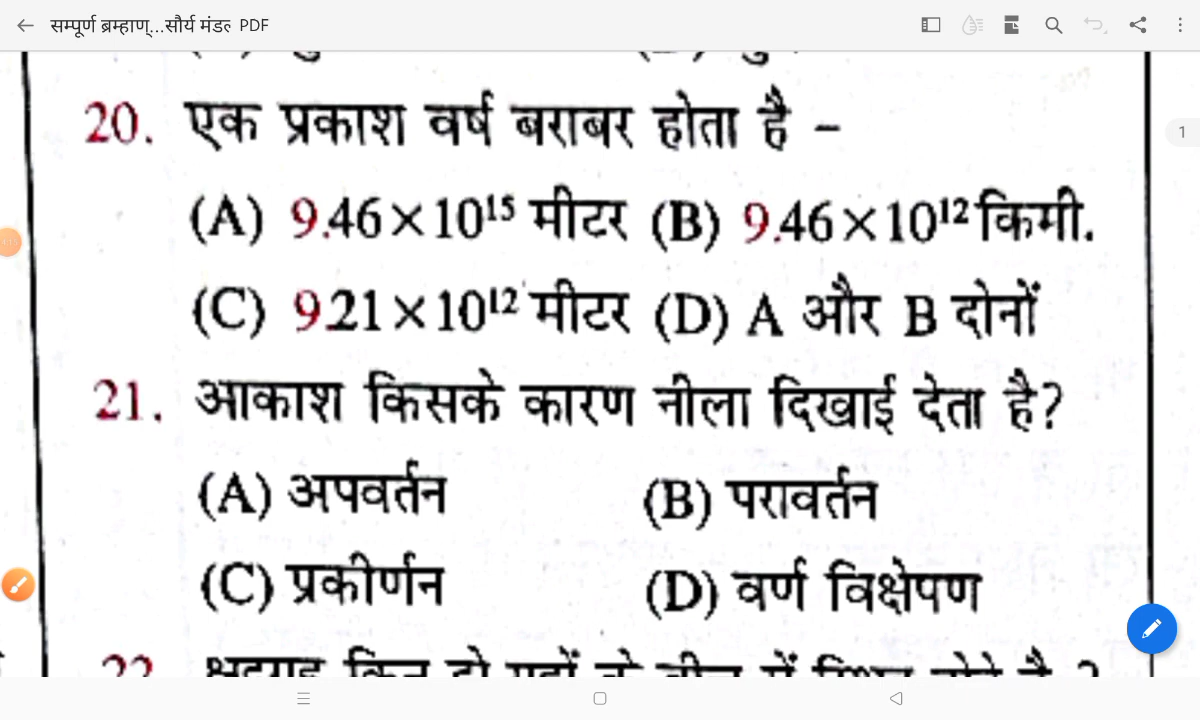 सम्पूर्ण ब्रम्हाण्...सौर्य मंडल PDF
1
20. एक प्रकाश वर्ष बराबर होता है –
(A) 9.46×10¹⁵ मीटर (B) 9.46×10¹² किमी.
(C) 9.21×10¹² मीटर (D) A और B दोनों
21. आकाश किसके कारण नीला दिखाई देता है?
(A) अपवर्तन (B) परावर्तन
(C) प्रकीर्णन (D) वर्ण विक्षेपण